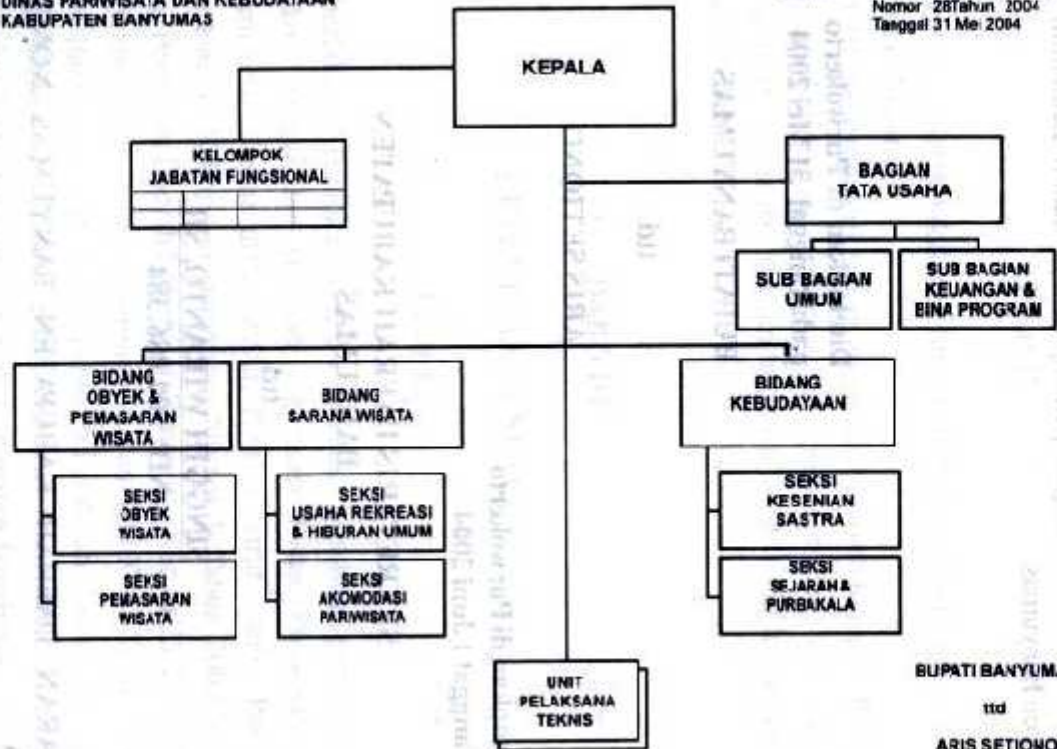 DINAS PARIWISATA DAN KEBUDAYAAN
KABUPATEN BANYUMAS
Nomor 28Tahun 2004
Tanggal 31 Mei 2004
KEPALA
KELOMPOK
JABATAN FUNGSIONAL
BAGIAN
TATA USAHA
SUB BAGIAN
UMUM
SUB BAGIAN
KEUANGAN &
BINA PROGRAM
BIDANG
OBYEK &
PEMASARAN
WISATA
BIDANG
SARANA WISATA
BIDANG
KEBUDAYAAN
SEKSI
OBYEK
WISATA
SEKSI
USAHA REKREASI
& HIBURAN UMUM
SEKSI
KESENIAN
SASTRA
SEKSI
PEMASARAN
WISATA
SEKSI
AKOMODASI
PARIWISATA
SEKSI
SEJARAH &
PURBAKALA
UNIT
PELAKSANA
TEKNIS
BUPATI BANYUMA
ttd
ARIS SETIONO